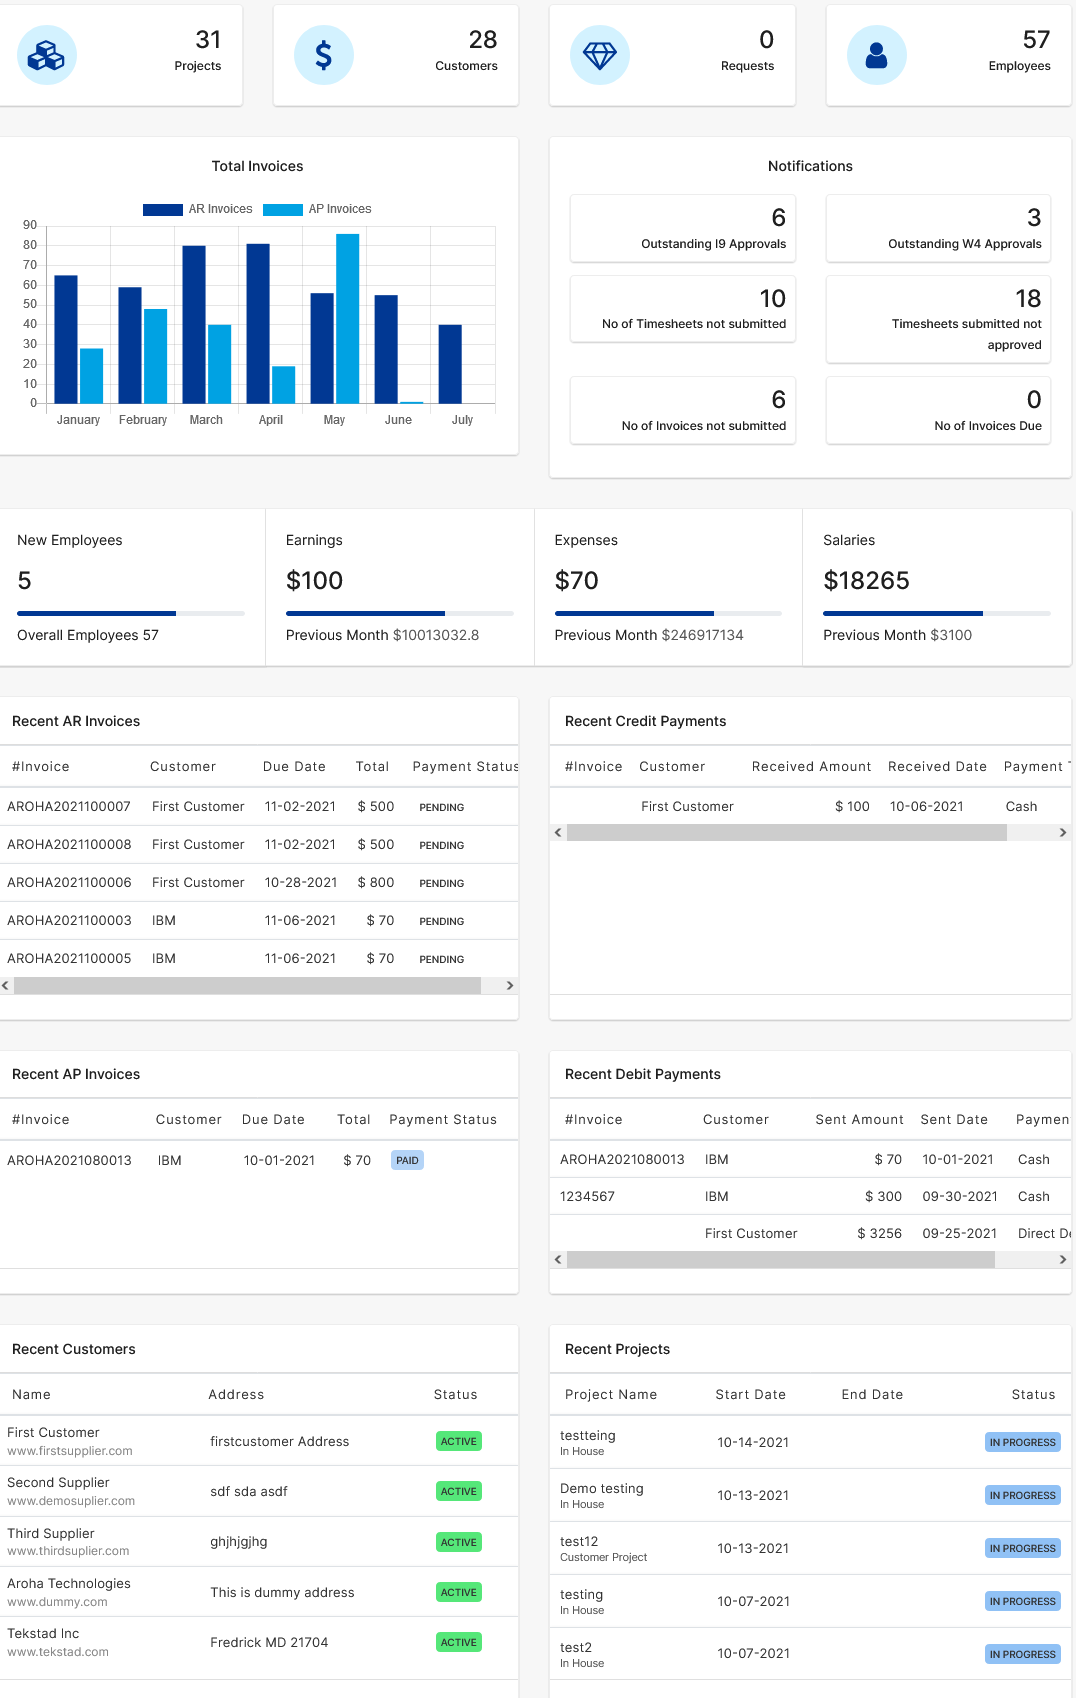 31
Projects
28
Customers
0
Requests
57
Employees
Total Invoices
AR Invoices AP Invoices
90
80
70
60
50
40
30
20
10
0
January February March April May June July
Notifications
6
Outstanding I9 Approvals
3
Outstanding W4 Approvals
10
No of Timesheets not submitted
18
Timesheets submitted not
approved
6
No of Invoices not submitted
0
No of Invoices Due
New Employees
5
Overall Employees 57
Earnings
$100
Previous Month $10013032.8
Expenses
$70
Previous Month $246917134
Salaries
$18265
Previous Month $3100
Recent AR Invoices
#Invoice Customer Due Date Total Payment Status
AROHA2021100007 First Customer 11-02-2021 $ 500 PENDING
AROHA2021100008 First Customer 11-02-2021 $ 500 PENDING
AROHA2021100006 First Customer 10-28-2021 $ 800 PENDING
AROHA2021100003 IBM 11-06-2021 $ 70 PENDING
AROHA2021100005 IBM 11-06-2021 $ 70 PENDING
Recent Credit Payments
#Invoice Customer Received Amount Received Date Payment T
First Customer $ 100 10-06-2021 Cash
Recent AP Invoices
#Invoice Customer Due Date Total Payment Status
AROHA2021080013 IBM 10-01-2021 $ 70 PAID
Recent Debit Payments
#Invoice Customer Sent Amount Sent Date Paymen
AROHA2021080013 IBM $ 70 10-01-2021 Cash
1234567 IBM $ 300 09-30-2021 Cash
First Customer $ 3256 09-25-2021 Direct De
Recent Customers
Name Address Status
First Customer
www.firstsupplier.com
firstcustomer Address ACTIVE
Second Supplier
www.demosuplier.com
sdf sda asdf ACTIVE
Third Supplier
www.thirdsuplier.com
ghjhjgjhg ACTIVE
Aroha Technologies
www.dummy.com
This is dummy address ACTIVE
Tekstad Inc
www.tekstad.com
Fredrick MD 21704 ACTIVE
Recent Projects
Project Name Start Date End Date Status
testteing
In House
10-14-2021 IN PROGRESS
Demo testing
In House
10-13-2021 IN PROGRESS
test12
Customer Project
10-13-2021 IN PROGRESS
testing
In House
10-07-2021 IN PROGRESS
test2
In House
10-07-2021 IN PROGRESS